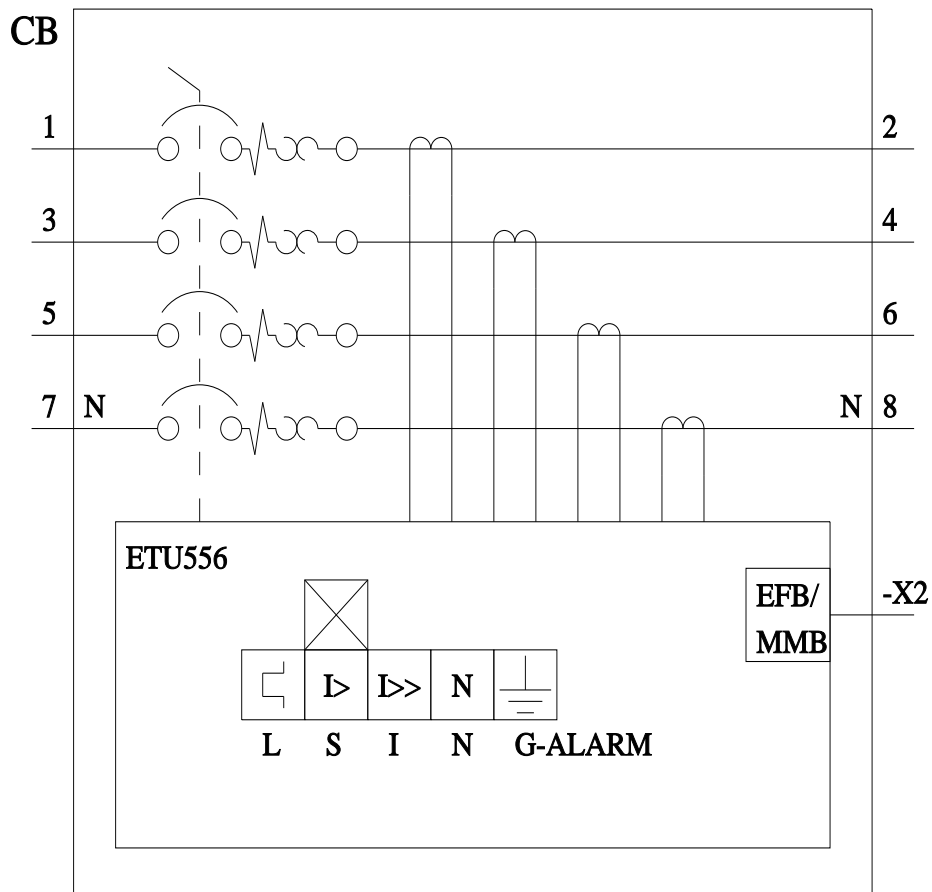 CB
1 2
3 4
5 6
7 N N 8
ETU556
EFB/ -X2
MMB
I> I>> N
L S I N G-ALARM